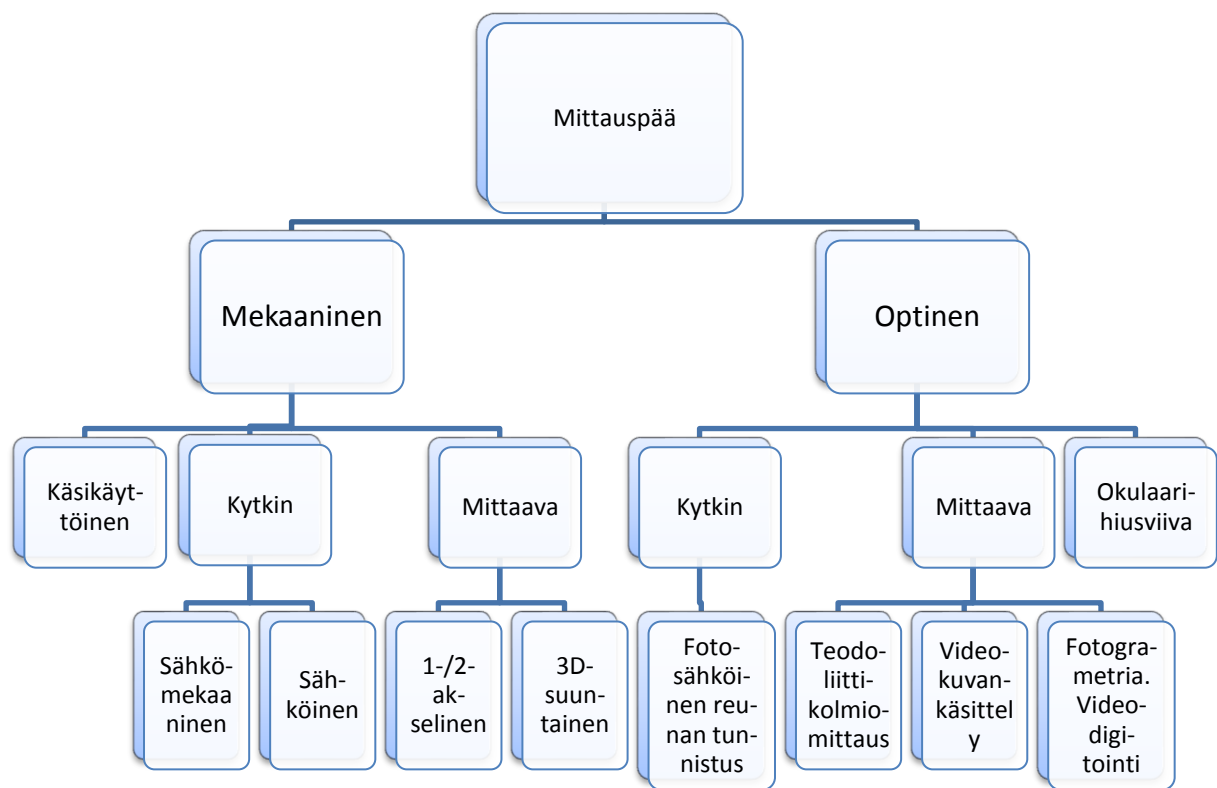 Mittauspää
Mekaaninen
Optinen
Käsikäyt-
töinen
Kytkin
Mittaava
Kytkin
Mittaava
Okulaari-
hiusviiva
Sähkö-
mekaa
ninen
Säh-
köinen
1-/2-
ak-
selinen
3D-
suun-
tainen
Foto-
sähköi-
nen reu-
nan tun-
nistus
Teodo-
liitti-
kolmio-
mittaus
Video-
kuvan-
käsittel
y
Fotogra-
metria.
Video-
digi-
tointi